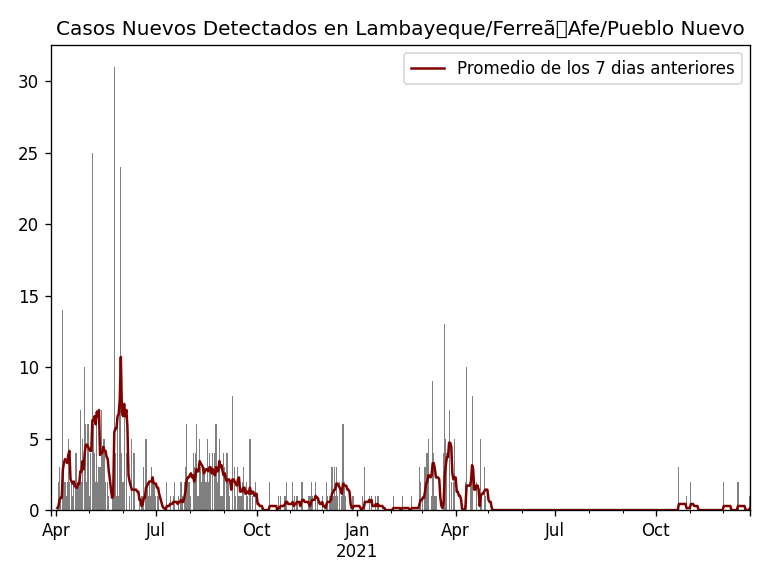 Casos Nuevos Detectados en Lambayeque/Ferreã▯Afe/Pueblo Nuevo
Promedio de los 7 dias anteriores
30
25
20
15
10
5
0
Apr Jul Oct Jan Apr Jul Oct
2021